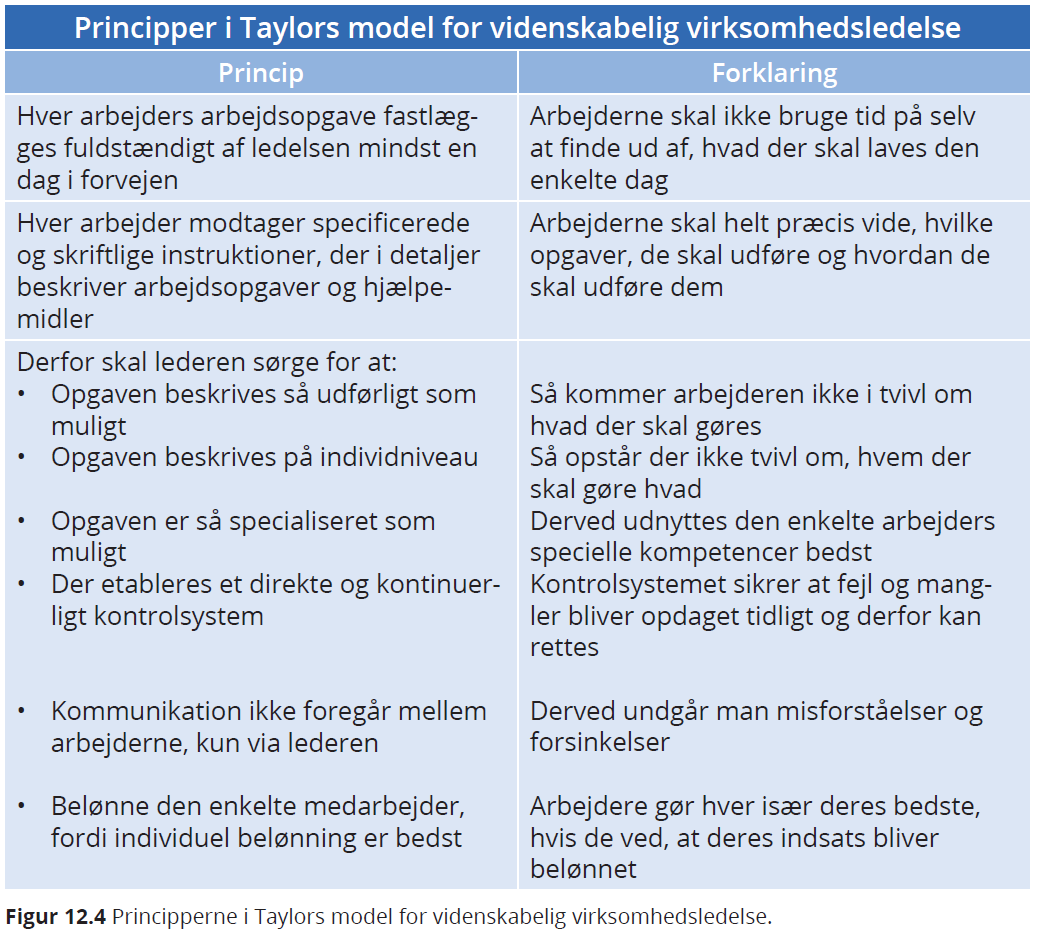 Principper i Taylors model for videnskabelig virksomhedsledelse
Princip
Forklaring
Hver arbejders arbejdsopgave fastlæg-
ges fuldstændigt af ledelsen mindst en
dag i forvejen
Arbejderne skal ikke bruge tid på selv
at finde ud af, hvad der skal laves den
enkelte dag
Hver arbejder modtager specificerede
og skriftlige instruktioner, der i detaljer
beskriver arbejdsopgaver og hjælpe-
midler
Arbejderne skal helt præcis vide, hvilke
opgaver, de skal udføre og hvordan de
skal udføre dem
Derfor skal lederen sørge for at:
• Opgaven beskrives så udførligt som
muligt
Så kommer arbejderen ikke i tvivl om
hvad der skal gøres
• Opgaven beskrives på individniveau
Så opstår der ikke tvivl om, hvem der
skal gøre hvad
• Opgaven er så specialiseret som
muligt
Derved udnyttes den enkelte arbejders
specielle kompetencer bedst
• Der etableres et direkte og kontinuer-
ligt kontrolsystem
Kontrolsystemet sikrer at fejl og mang-
ler bliver opdaget tidligt og derfor kan
rettes
• Kommunikation ikke foregår mellem
arbejderne, kun via lederen
Derved undgår man misforståelser og
forsinkelser
• Belønne den enkelte medarbejder,
fordi individuel belønning er bedst
Arbejdere gør hver især deres bedste,
hvis de ved, at deres indsats bliver
belønnet
Figur 12.4 Principperne i Taylors model for videnskabelig virksomhedsledelse.